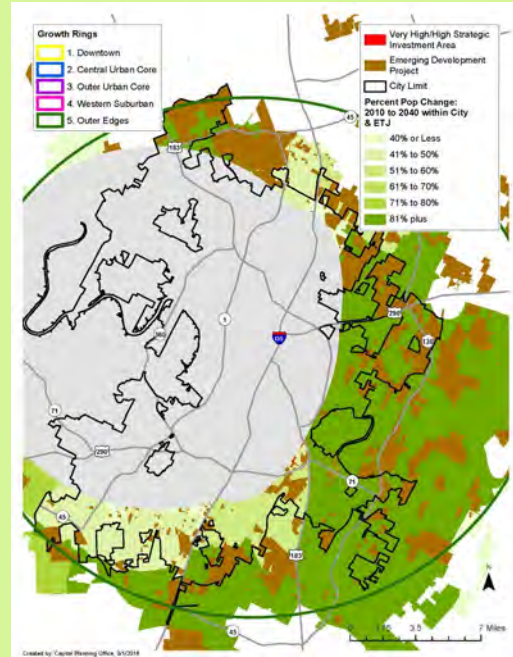 Growth Rings
1. Downtown
2. Central Urban Core
3. Outer Urban Core
4. Western Suburban
5. Outer Edges
Very High/High Strategic
Investment Area
Emerging Development
Project
City Limit
Percent Pop Change:
2010 to 2040 within City
& ETJ
40% or Less
41% to 50%
51% to 60%
61% to 70%
71% to 80%
81% plus
45
183
1
360
290
130
71
290
71
45
183
45
N
0 1.75 3.5 7 Miles
Created by: Capital Planning Office,